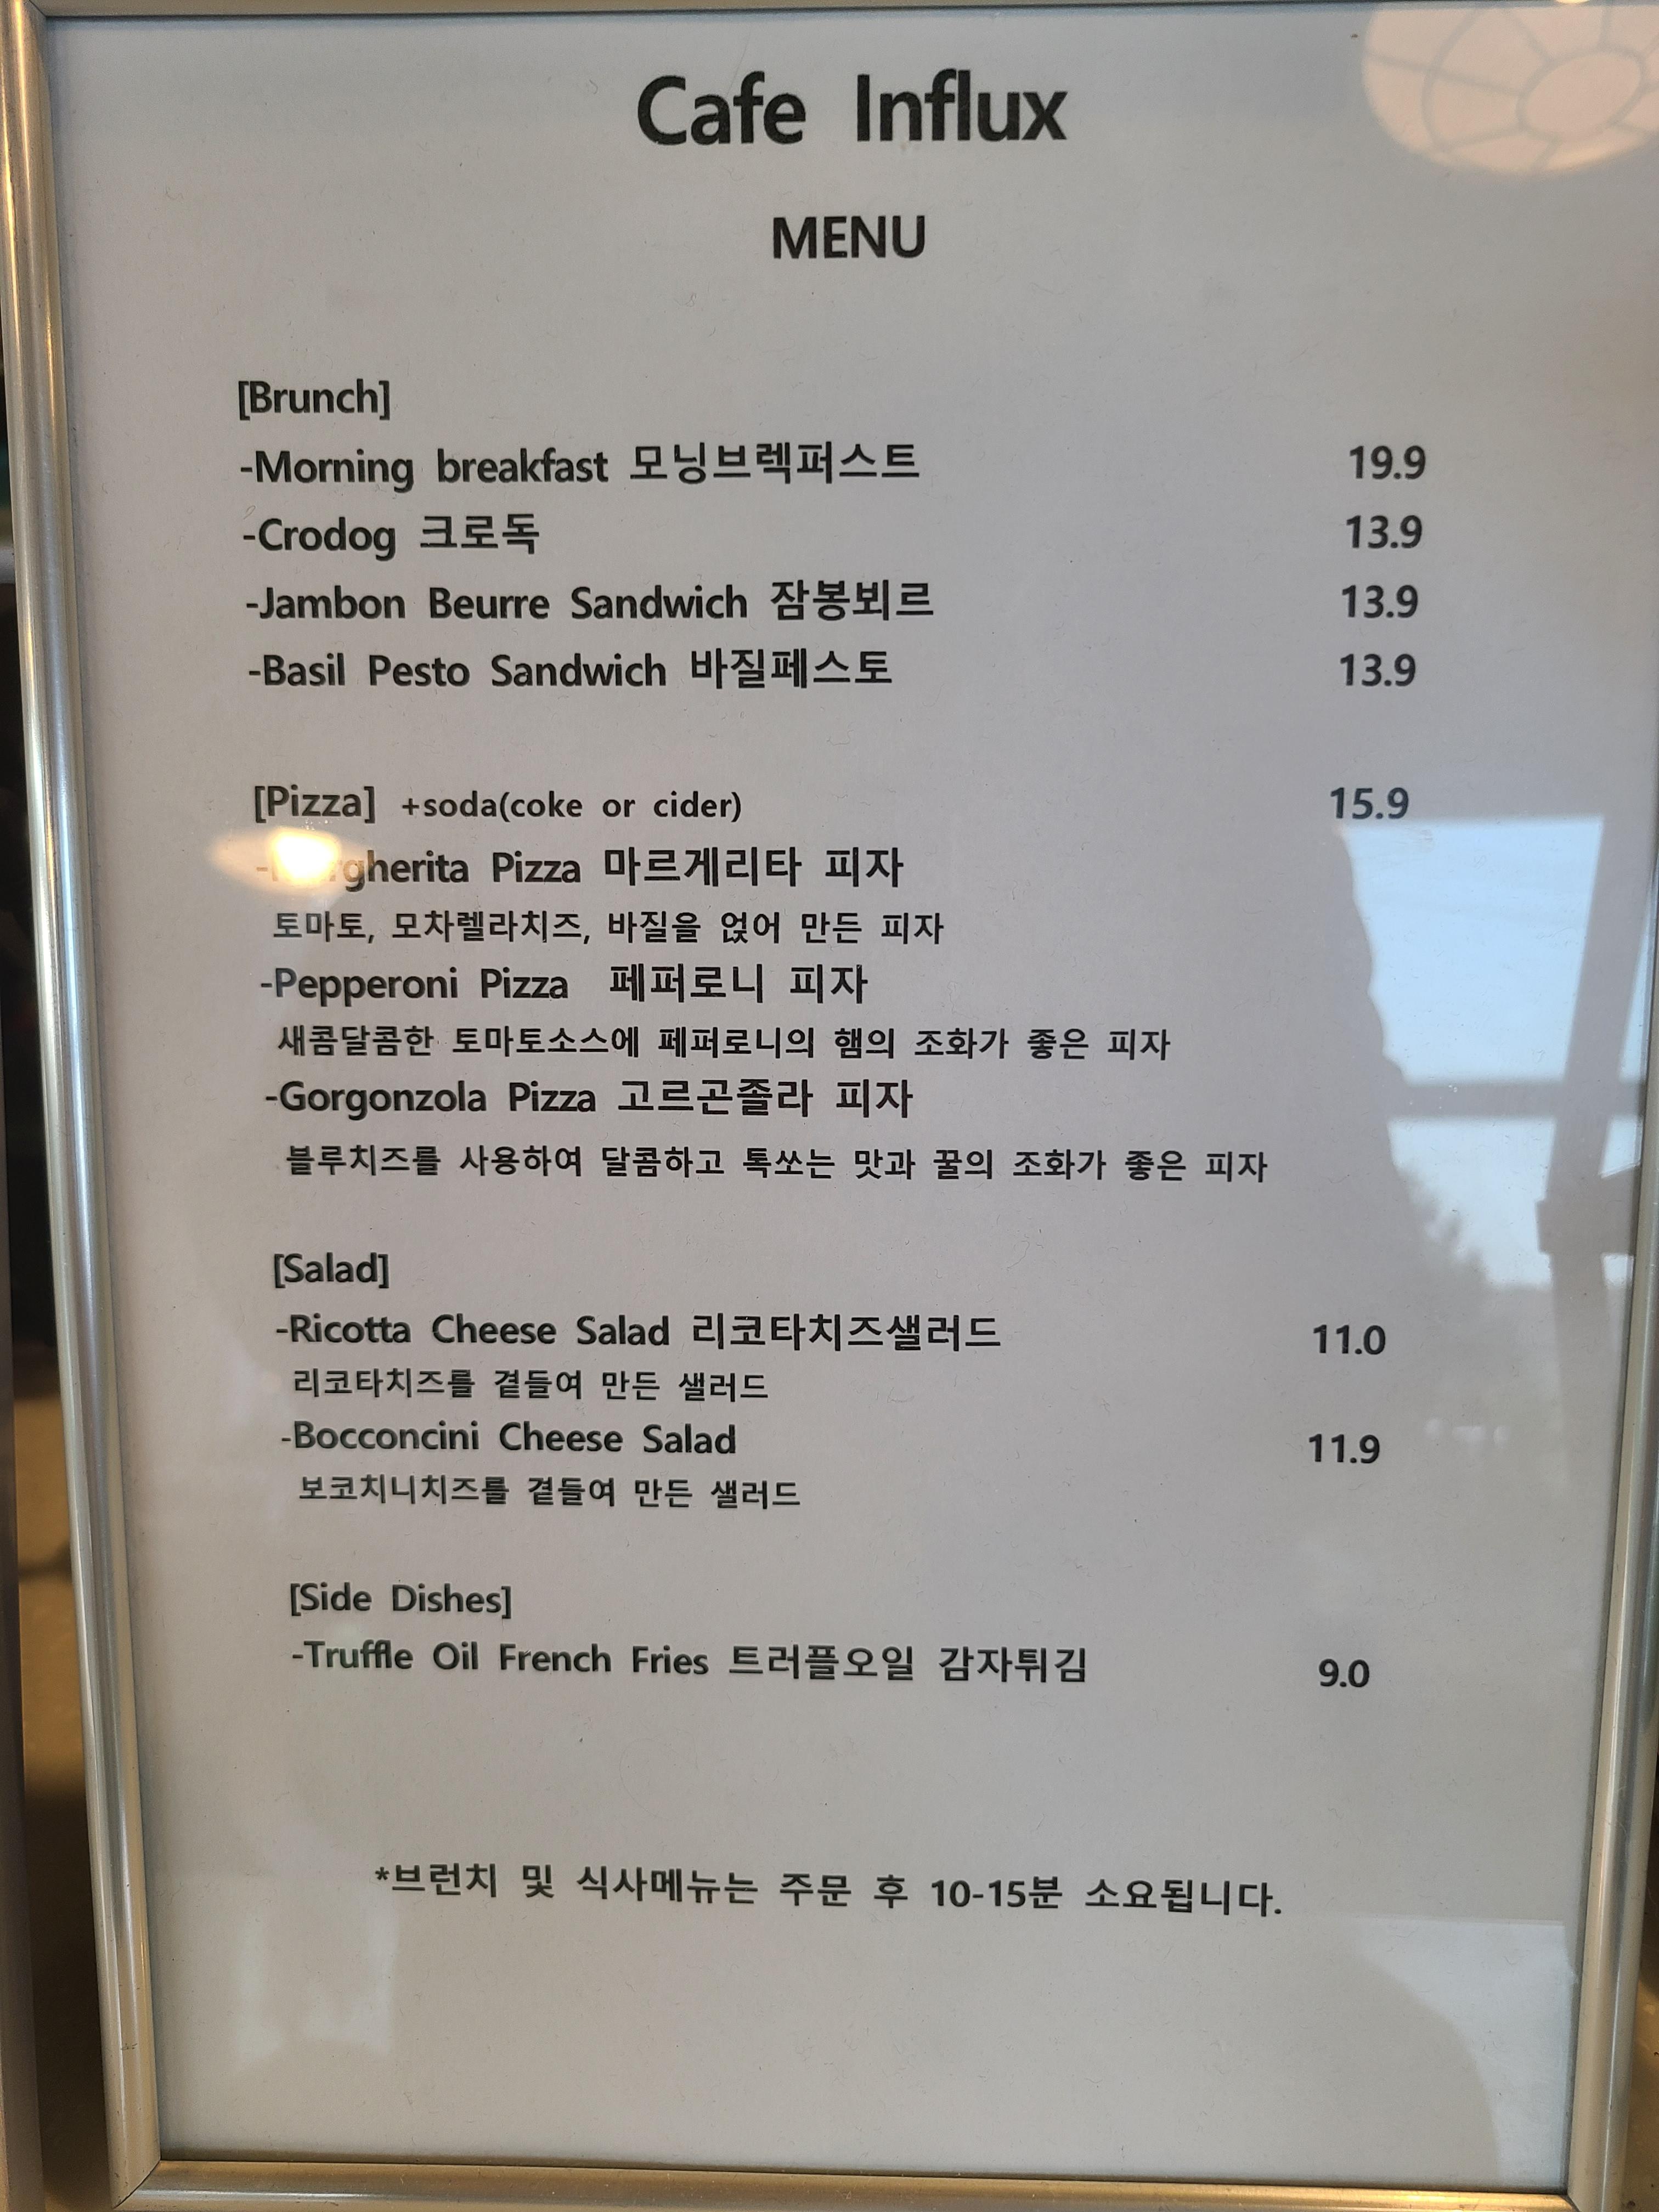 Cafe Influx
MENU
[Brunch]
-Morning breakfast 모닝브렉퍼스트 19.9
-Crodog 크로독 13.9
-Jambon Beurre Sandwich 잠봉뵈르 13.9
-Basil Pesto Sandwich 바질페스토 13.9
[Pizza] +soda(coke or cider) 15.9
-Margherita Pizza 마르게리타 피자
토마토, 모차렐라치즈, 바질을 얹어 만든 피자
-Pepperoni Pizza 페퍼로니 피자
새콤달콤한 토마토소스에 페퍼로니의 햄의 조화가 좋은 피자
-Gorgonzola Pizza 고르곤졸라 피자
블루치즈를 사용하여 달콤하고 톡쏘는 맛과 꿀의 조화가 좋은 피자
[Salad]
-Ricotta Cheese Salad 리코타치즈샐러드 11.0
리코타치즈를 곁들여 만든 샐러드
-Bocconcini Cheese Salad 11.9
보코치니치즈를 곁들여 만든 샐러드
[Side Dishes]
-Truffle Oil French Fries 트러플오일 감자튀김 9.0
*브런치 및 식사메뉴는 주문 후 10-15분 소요됩니다.